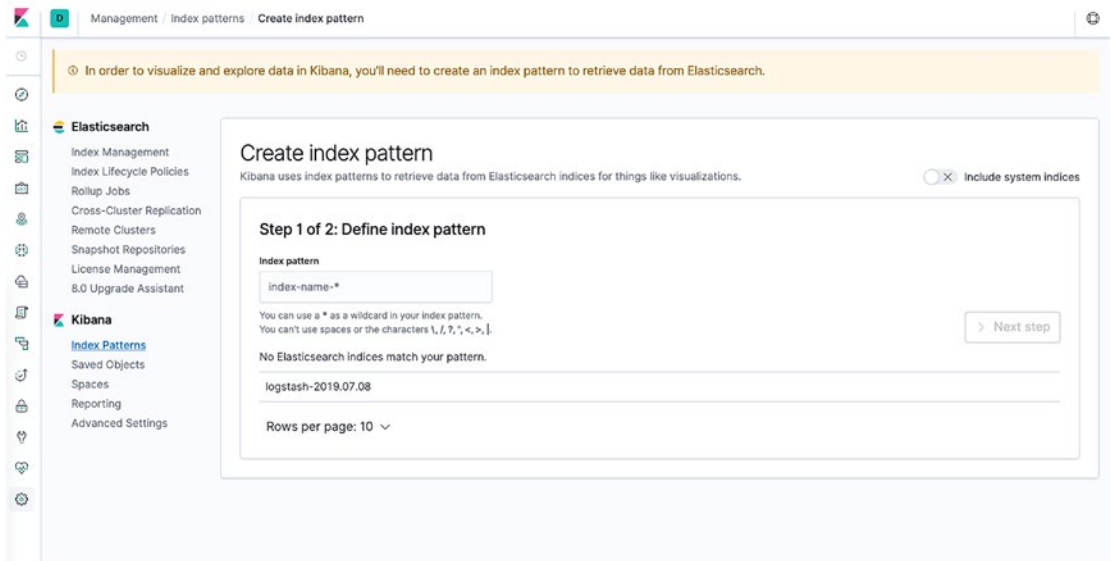 D Management / Index patterns / Create index pattern
In order to visualize and explore data in Kibana, you'll need to create an index pattern to retrieve data from Elasticsearch.
Elasticsearch
Index Management
Index Lifecycle Policies
Rollup Jobs
Cross-Cluster Replication
Remote Clusters
Snapshot Repositories
License Management
8.0 Upgrade Assistant
Kibana
Index Patterns
Saved Objects
Spaces
Reporting
Advanced Settings
Create index pattern
Kibana uses index patterns to retrieve data from Elasticsearch indices for things like visualizations.
Include system indices
Step 1 of 2: Define index pattern
Index pattern
index-name-*
You can use a * as a wildcard in your index pattern.
You can't use spaces or the characters \, /, ?, ", <, >, |.
> Next step
No Elasticsearch indices match your pattern.
logstash-2019.07.08
Rows per page: 10